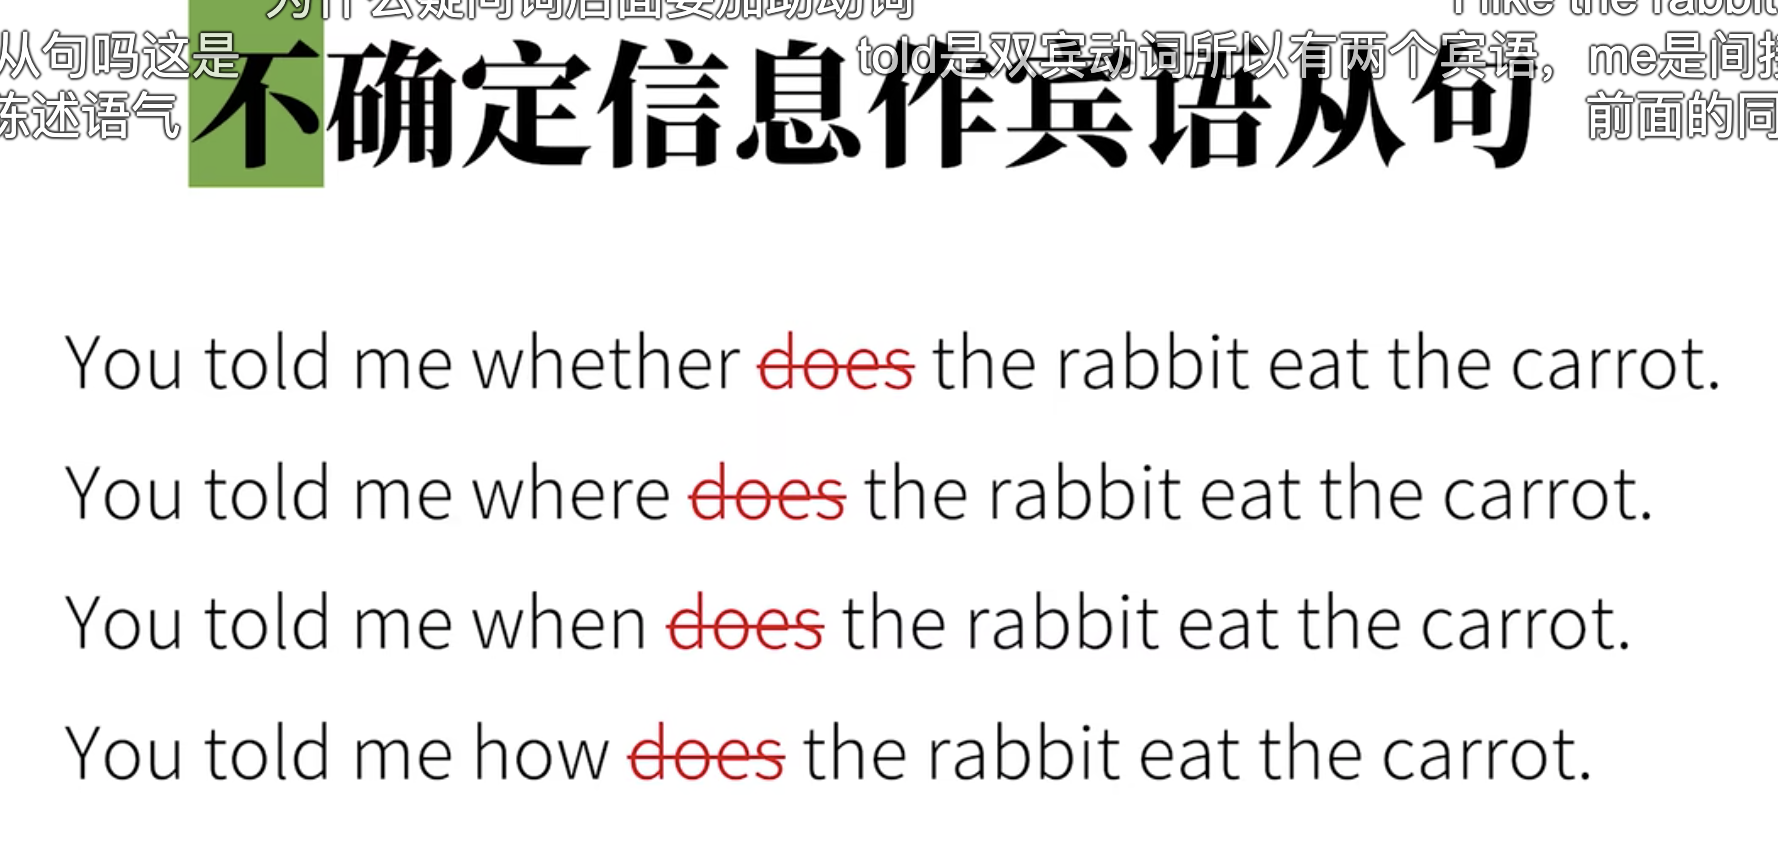 为什么疑问词后面要加助动词
I like the rabbit
从句吗这是
told是双宾动词所以有两个宾语，me是间接
不确定信息作宾语从句
陈述语气
前面的同
You told me whether does the rabbit eat the carrot.
You told me where does the rabbit eat the carrot.
You told me when does the rabbit eat the carrot.
You told me how does the rabbit eat the carrot.